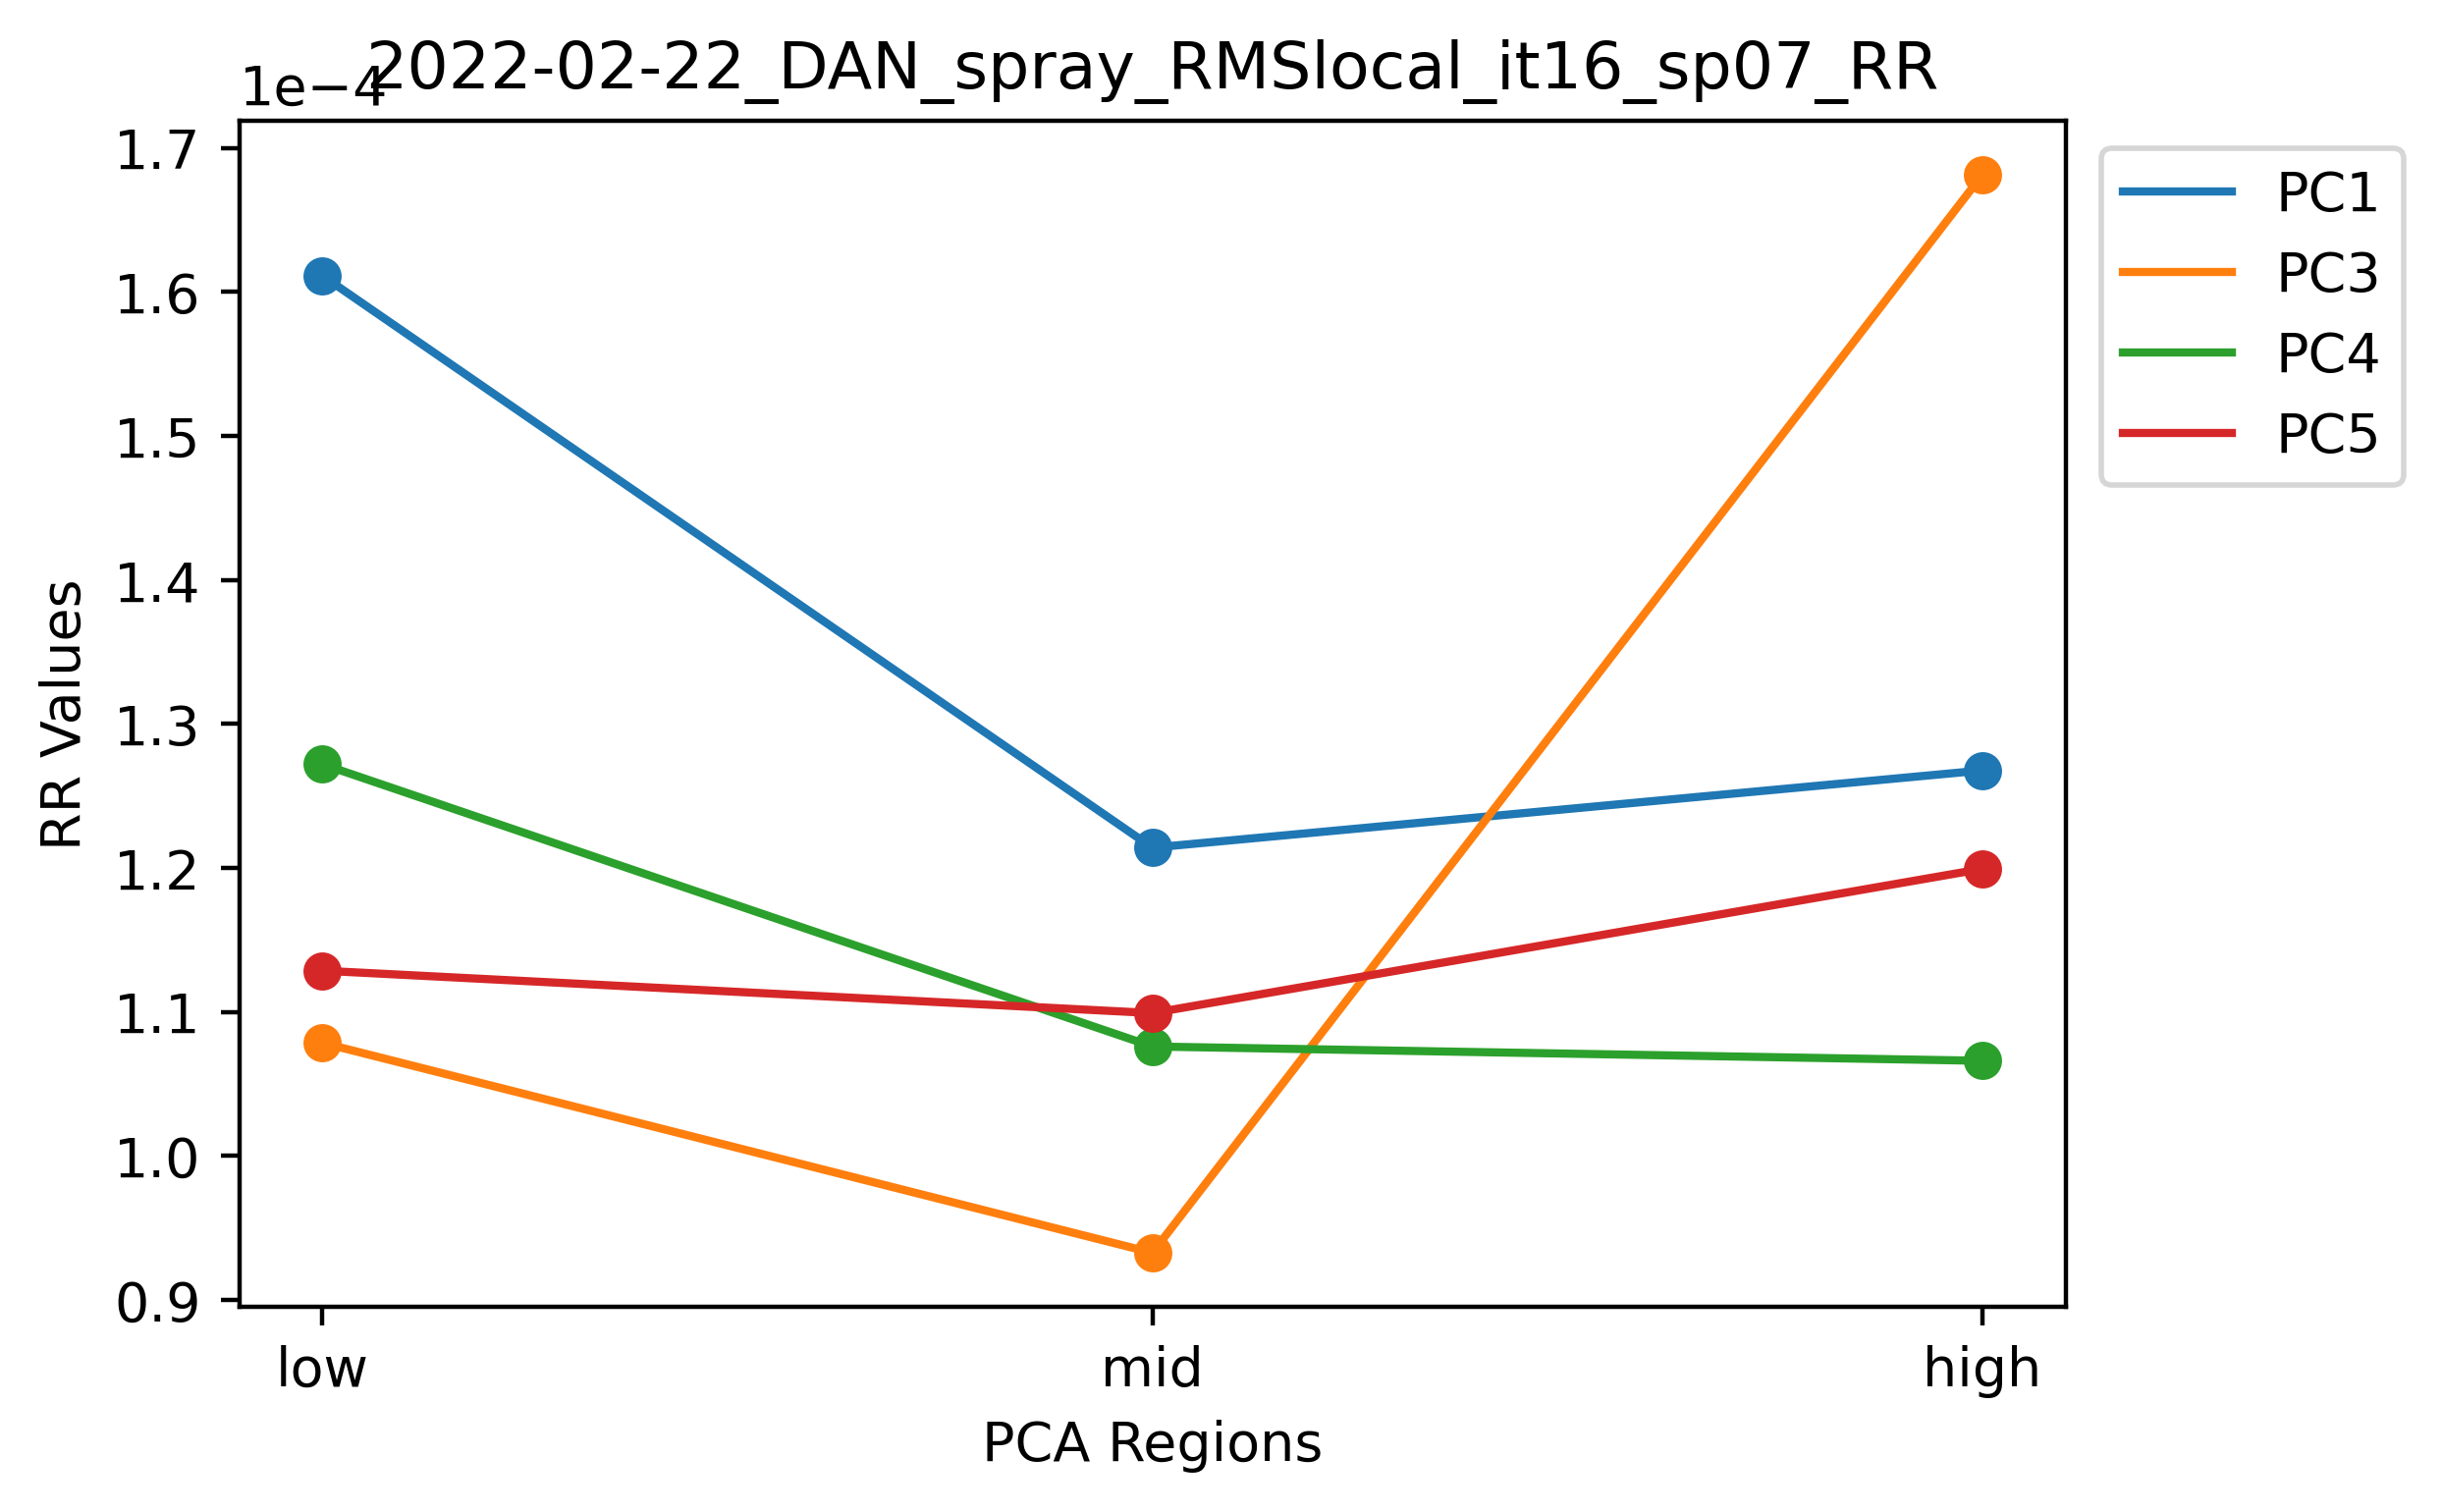 1e−4
2022-02-22_DAN_spray_RMSlocal_it16_sp07_RR
1.7
1.6
1.5
1.4
1.3
1.2
1.1
1.0
0.9
RR Values
low
mid
high
PCA Regions
PC1
PC3
PC4
PC5